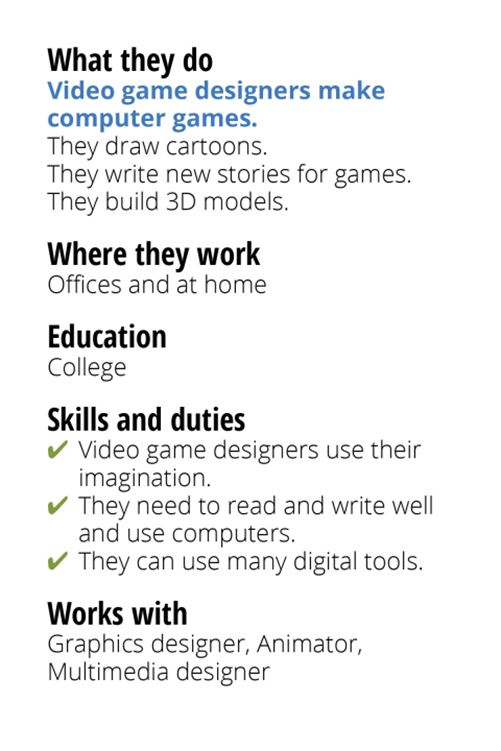 What they do
Video game designers make
computer games.
They draw cartoons.
They write new stories for games.
They build 3D models.
Where they work
Offices and at home
Education
College
Skills and duties
✔ Video game designers use their
imagination.
✔ They need to read and write well
and use computers.
✔ They can use many digital tools.
Works with
Graphics designer, Animator,
Multimedia designer